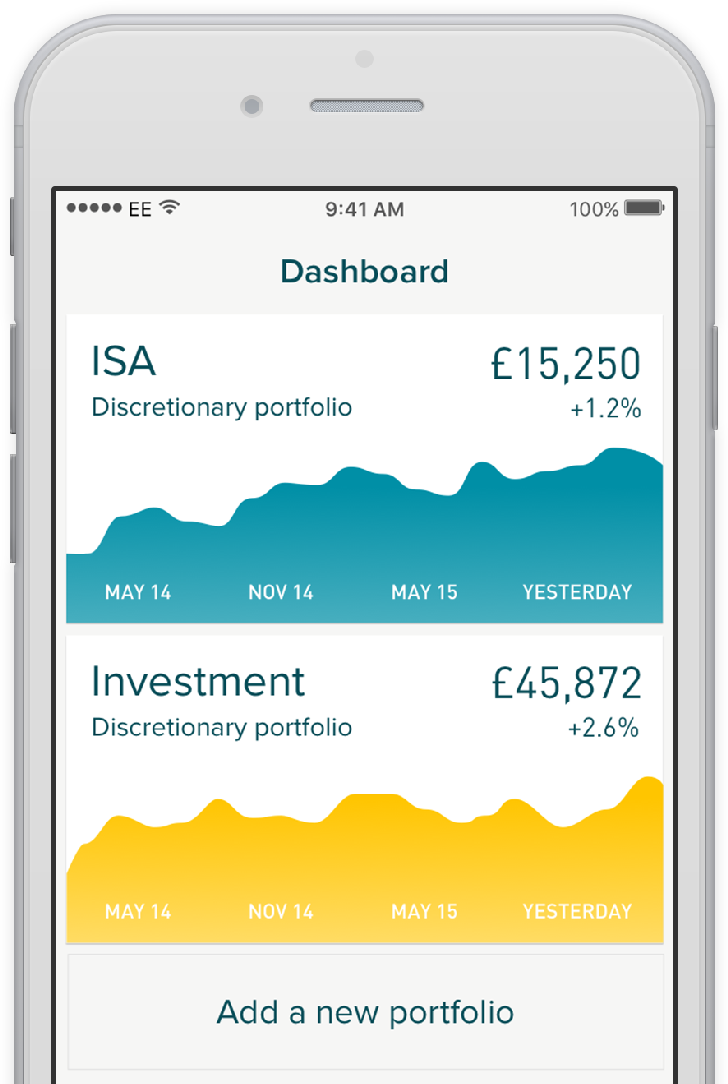 EE 9:41 AM 100%
Dashboard
ISA £15,250
Discretionary portfolio +1.2%
MAY 14 NOV 14 MAY 15 YESTERDAY
Investment £45,872
Discretionary portfolio +2.6%
MAY 14 NOV 14 MAY 15 YESTERDAY
Add a new portfolio